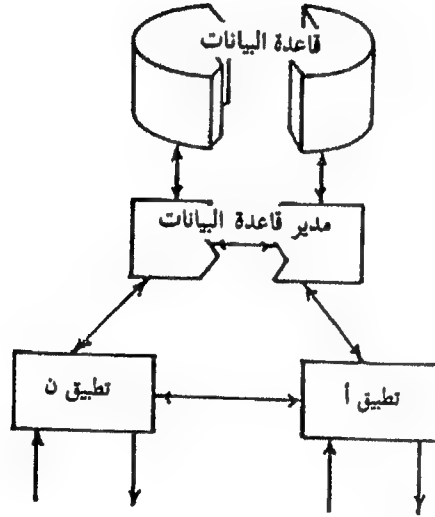 قاعدة البيانات
مدير قاعدة البيانات
تطبيق أ
تطبيق ن